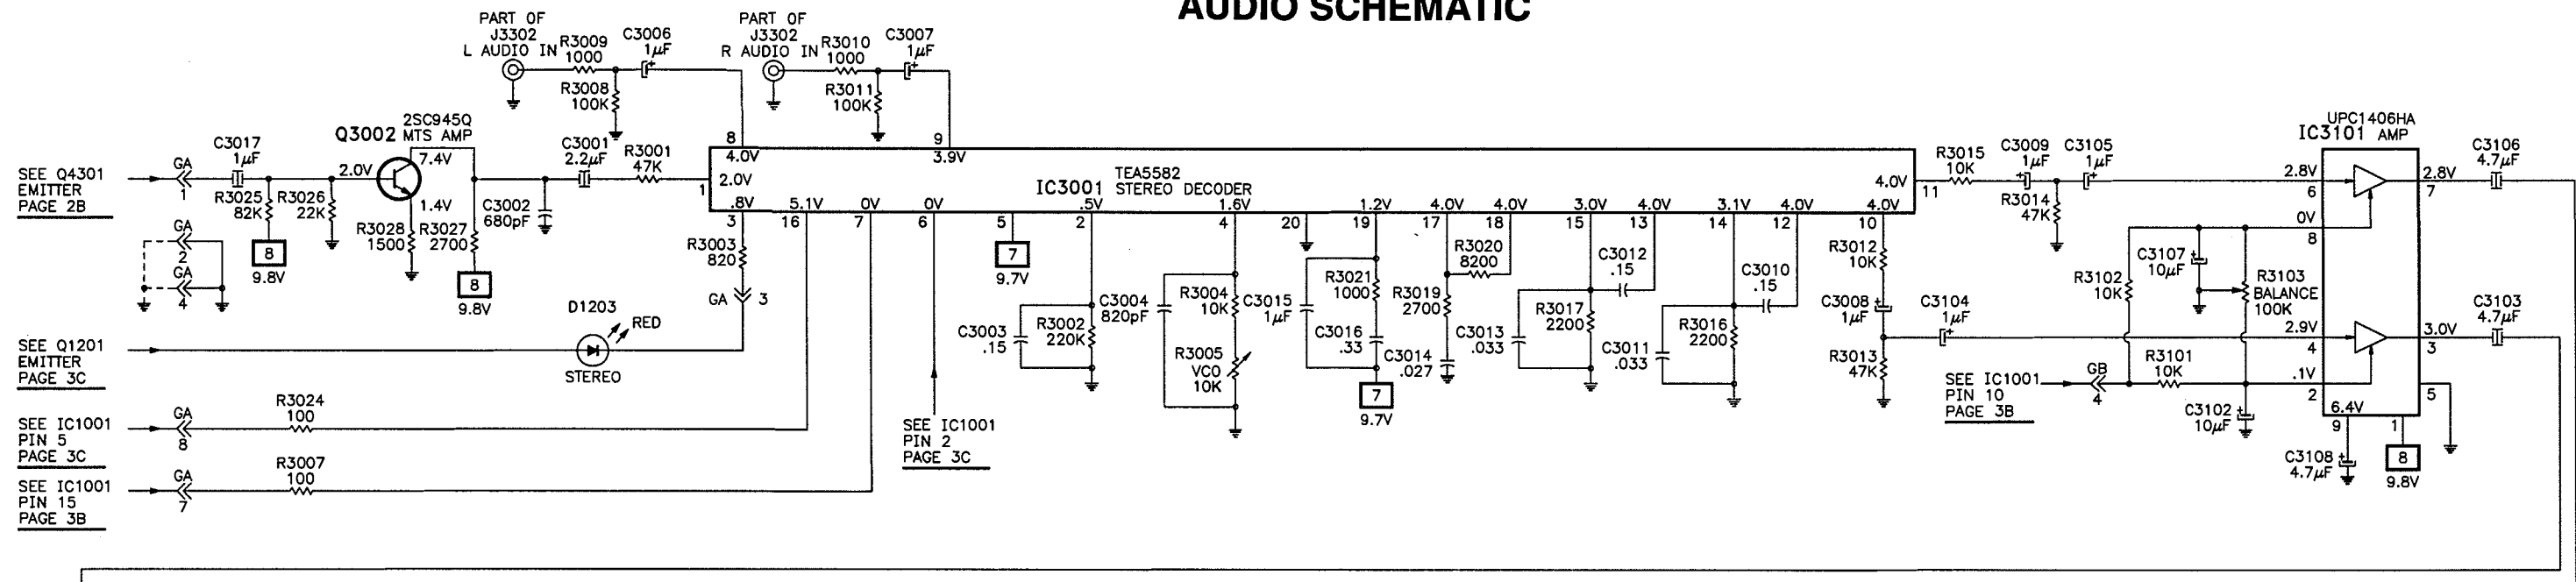 AUDIO SCHEMATIC
PART OF
J3302
L AUDIO IN
R3009
1000
C3006
1µF
R3008
100K
PART OF
J3302
R AUDIO IN
R3010
1000
C3007
1µF
R3011
100K
SEE Q4301
EMITTER
PAGE 2B
GA
1
C3017
1µF
R3025
82K
R3026
22K
8
9.8V
GA
2
GA
4
Q3002
2SC945Q
MTS AMP
2.0V
7.4V
1.4V
R3028
1500
R3027
2700
8
9.8V
C3002
680pF
C3001
2.2µF
R3001
47K
8
4.0V
9
3.9V
1
2.0V
TEA5582
IC3001 STEREO DECODER
4.0V
11
.8V
3
5.1V
16
0V
7
0V
6
5
.5V
2
1.6V
4
20
1.2V
19
4.0V
17
4.0V
18
3.0V
15
4.0V
13
3.1V
14
4.0V
12
4.0V
10
R3003
820
GA
3
D1203
RED
STEREO
SEE Q1201
EMITTER
PAGE 3C
SEE IC1001
PIN 5
PAGE 3C
GA
8
R3024
100
SEE IC1001
PIN 15
PAGE 3B
GA
7
R3007
100
SEE IC1001
PIN 2
PAGE 3C
7
9.7V
C3003
.15
R3002
220K
C3004
820pF
R3004
10K
R3005
VCO
10K
C3015
1µF
R3021
1000
C3016
.33
7
9.7V
R3020
8200
R3019
2700
C3014
.027
C3012
.15
R3017
2200
C3013
.033
C3010
.15
R3016
2200
C3011
.033
R3012
10K
C3008
1µF
R3013
47K
C3104
1µF
R3015
10K
C3009
1µF
C3105
1µF
R3014
47K
UPC1406HA
IC3101 AMP
2.8V
6
2.8V
7
C3106
4.7µF
0V
8
C3107
10µF
R3102
10K
R3103
BALANCE
100K
2.9V
4
3.0V
3
C3103
4.7µF
SEE IC1001
PIN 10
PAGE 3B
GB
4
R3101
10K
.1V
2
5
C3102
10µF
6.4V
9
1
C3108
4.7µF
8
9.8V